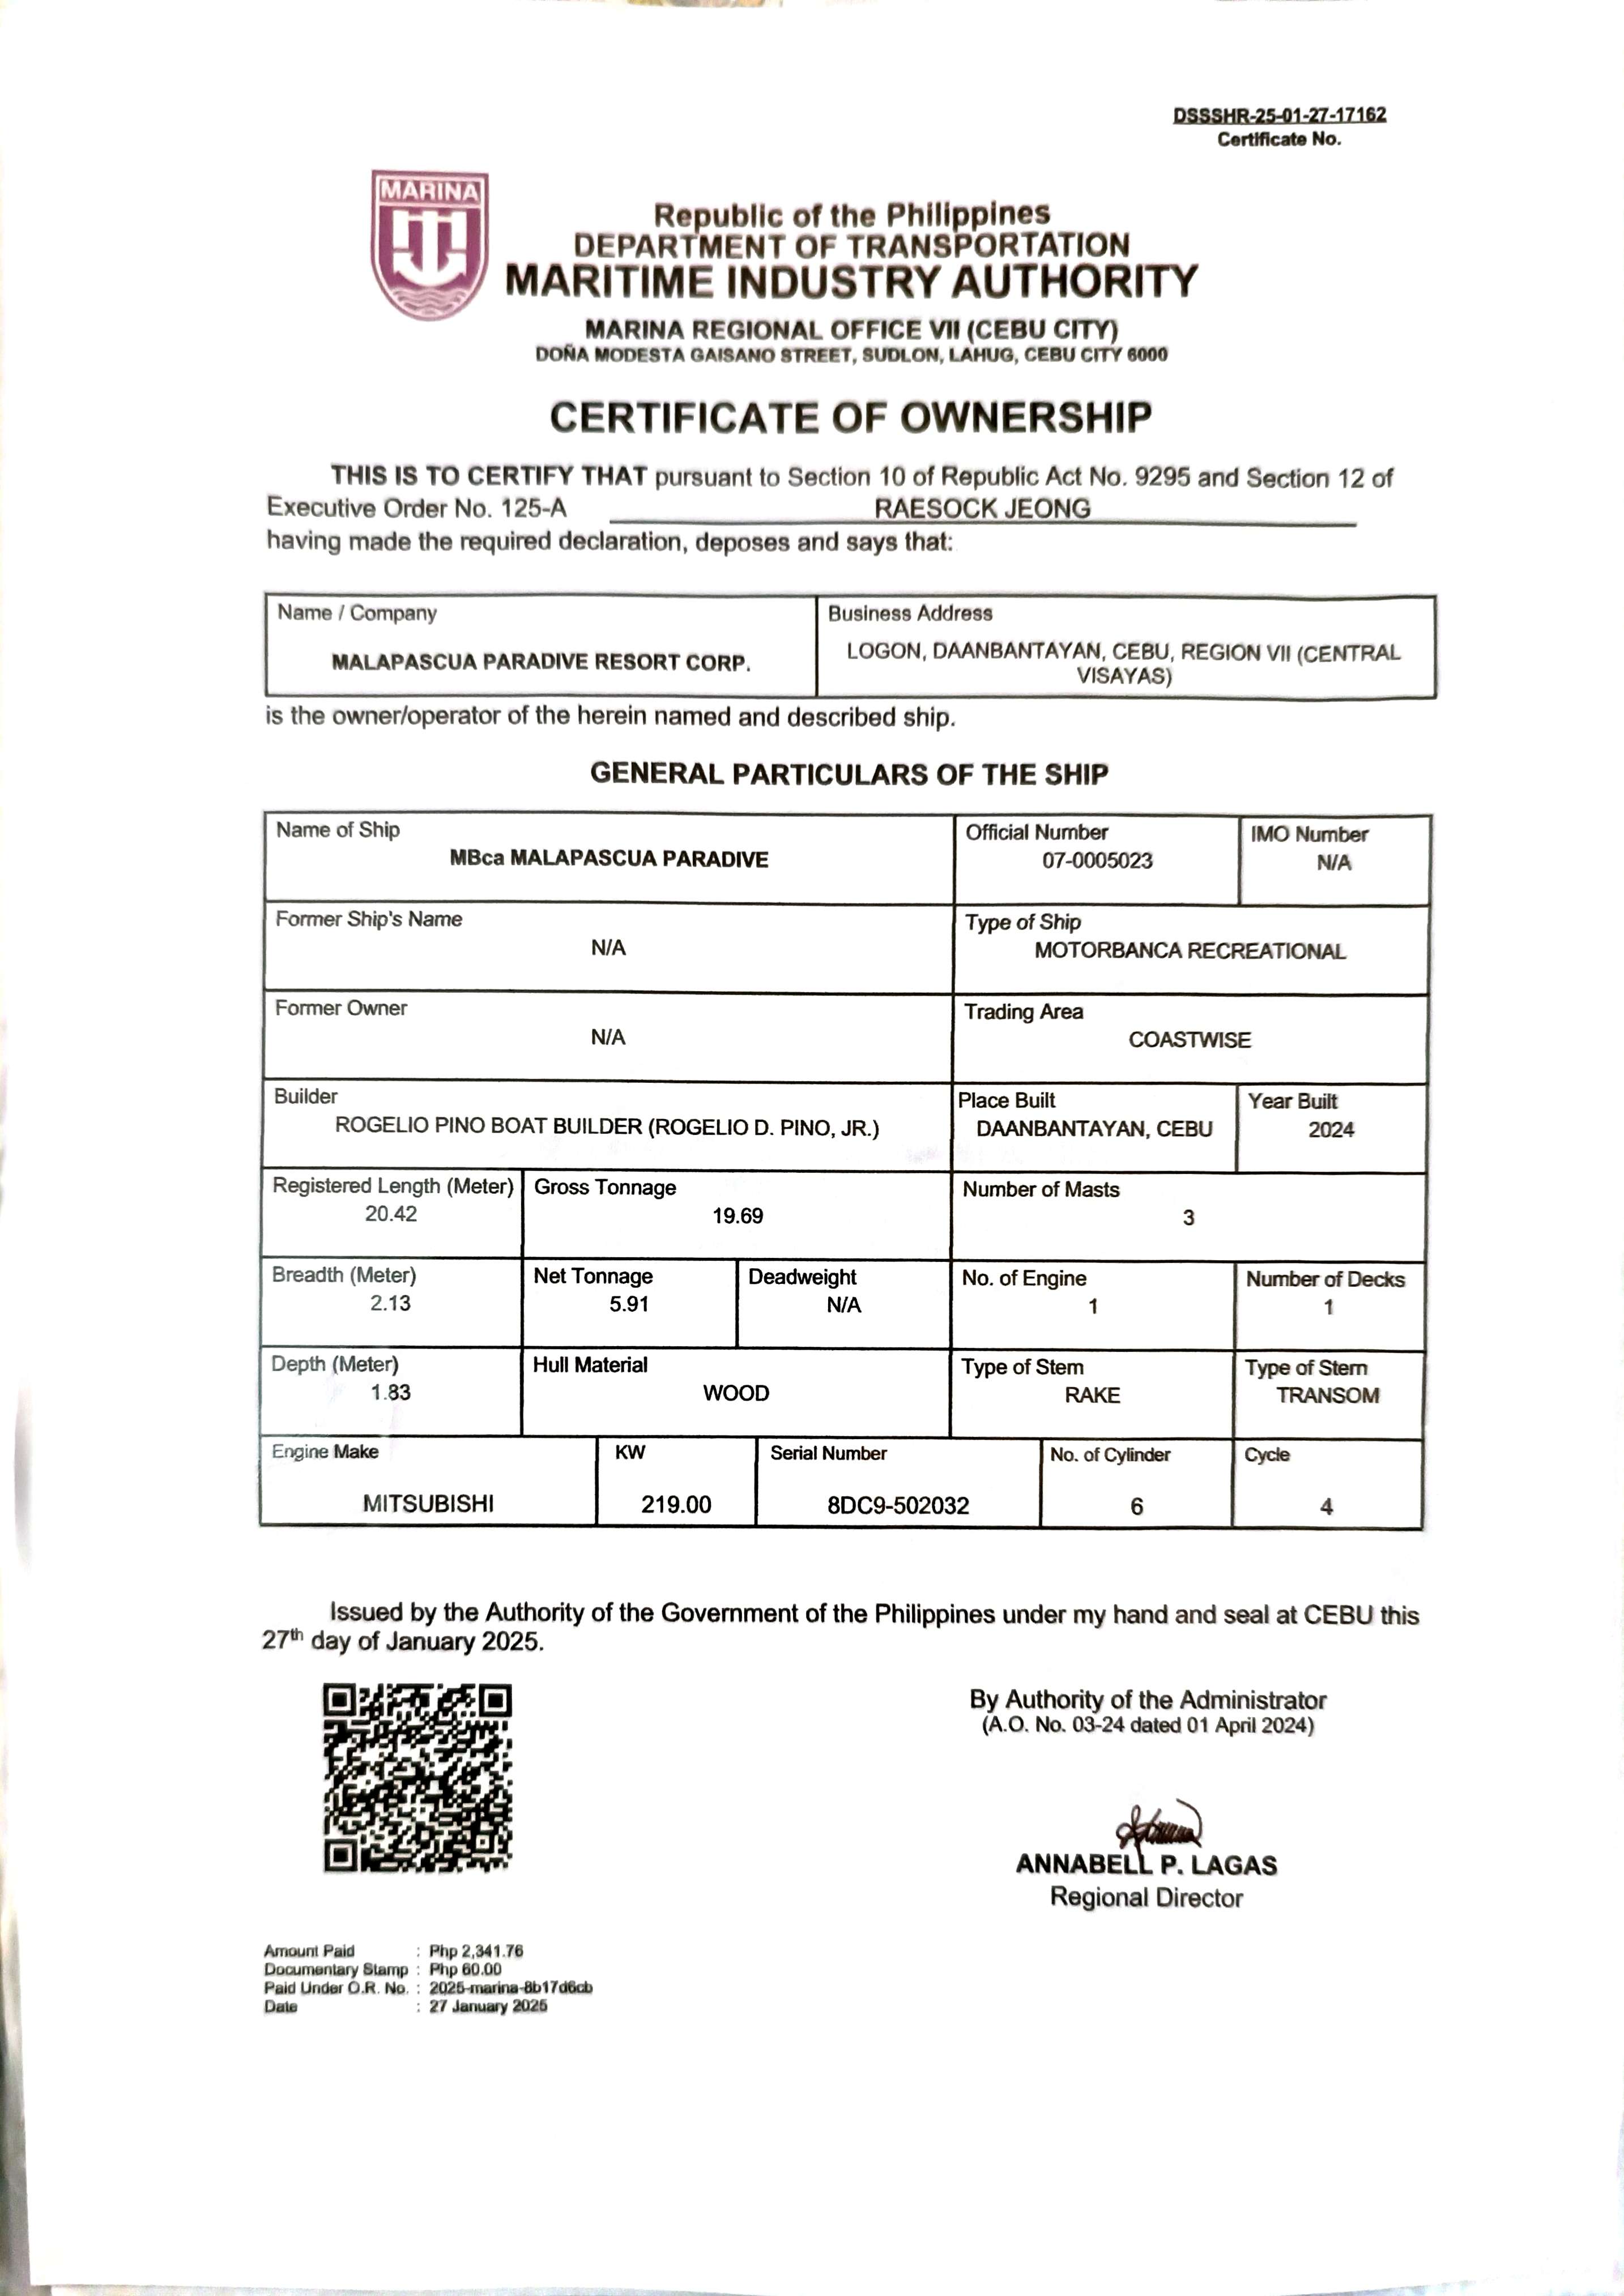 DSSSHR-25-01-27-17162
Certificate No.
MARINA
Republic of the Philippines
DEPARTMENT OF TRANSPORTATION
MARITIME INDUSTRY AUTHORITY
MARINA REGIONAL OFFICE VII (CEBU CITY)
DOÑA MODESTA GAISANO STREET, SUDLON, LAHUG, CEBU CITY 6000
CERTIFICATE OF OWNERSHIP
THIS IS TO CERTIFY THAT pursuant to Section 10 of Republic Act No. 9295 and Section 12 of
Executive Order No. 125-A RAESOCK JEONG
having made the required declaration, deposes and says that:
Name / Company
MALAPASCUA PARADIVE RESORT CORP.
Business Address
LOGON, DAANBANTAYAN, CEBU, REGION VII (CENTRAL
VISAYAS)
is the owner/operator of the herein named and described ship.
GENERAL PARTICULARS OF THE SHIP
Name of Ship
MBca MALAPASCUA PARADIVE
Official Number
07-0005023
IMO Number
N/A
Former Ship's Name
N/A
Type of Ship
MOTORBANCA RECREATIONAL
Former Owner
N/A
Trading Area
COASTWISE
Builder
ROGELIO PINO BOAT BUILDER (ROGELIO D. PINO, JR.)
Place Built
DAANBANTAYAN, CEBU
Year Built
2024
Registered Length (Meter)
20.42
Gross Tonnage
19.69
Number of Masts
3
Breadth (Meter)
2.13
Net Tonnage
5.91
Deadweight
N/A
No. of Engine
1
Number of Decks
1
Depth (Meter)
1.83
Hull Material
WOOD
Type of Stem
RAKE
Type of Stern
TRANSOM
Engine Make
MITSUBISHI
KW
219.00
Serial Number
8DC9-502032
No. of Cylinder
6
Cycle
4
Issued by the Authority of the Government of the Philippines under my hand and seal at CEBU this
27th day of January 2025.
By Authority of the Administrator
(A.O. No. 03-24 dated 01 April 2024)
ANNABELL P. LAGAS
Regional Director
Amount Paid : Php 2,341.76
Documentary Stamp : Php 60.00
Paid Under O.R. No. : 2025-marina-8b17d6cb
Date : 27 January 2025